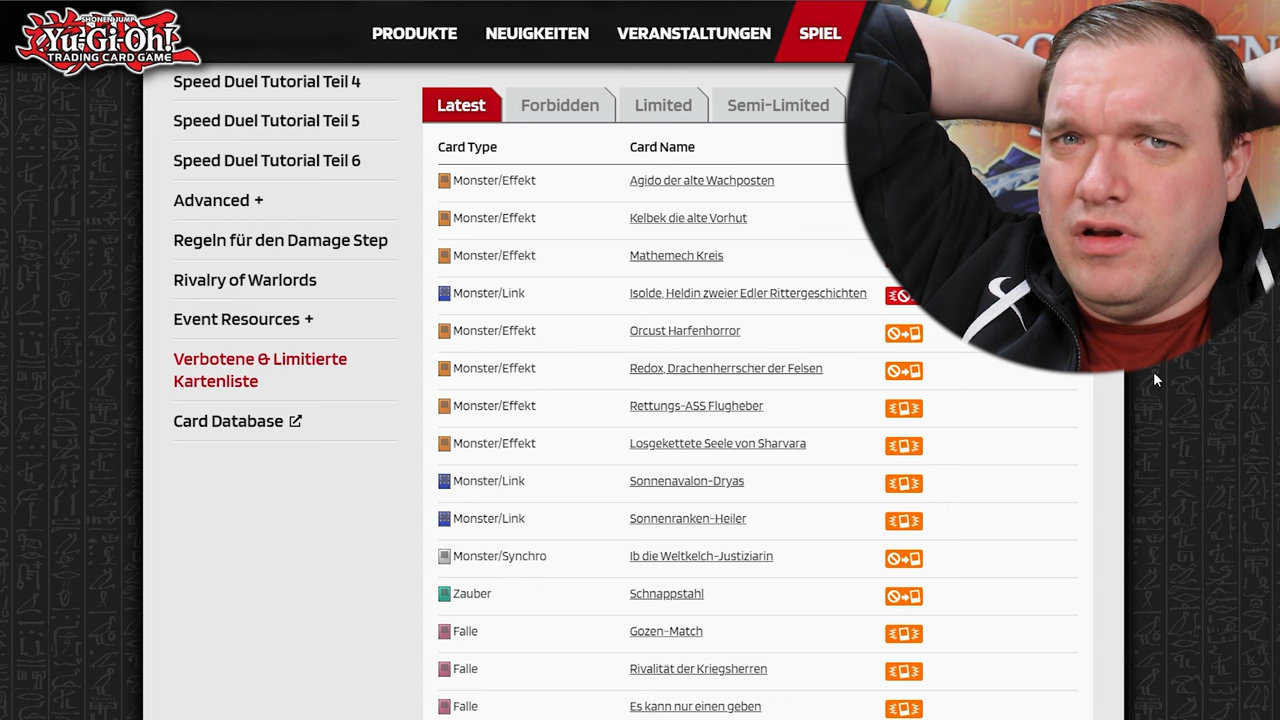 SHONEN JUMP
Yu-Gi-Oh!
TRADING CARD GAME
PRODUKTE NEUIGKEITEN VERANSTALTUNGEN SPIEL
Speed Duel Tutorial Teil 4
Speed Duel Tutorial Teil 5
Speed Duel Tutorial Teil 6
Advanced +
Regeln für den Damage Step
Rivalry of Warlords
Event Resources +
Verbotene & Limitierte
Kartenliste
Card Database
Latest Forbidden Limited Semi-Limited
Card Type Card Name
Monster/Effekt Agido der alte Wachposten
Monster/Effekt Kelbek die alte Vorhut
Monster/Effekt Mathemech Kreis
Monster/Link Isolde, Heldin zweier Edler Rittergeschichten
Monster/Effekt Orcust Harfenhorror
Monster/Effekt Redox, Drachenherrscher der Felsen
Monster/Effekt Rettungs-ASS Flugheber
Monster/Effekt Losgekettete Seele von Sharvara
Monster/Link Sonnenavalon-Dryas
Monster/Link Sonnenranken-Heiler
Monster/Synchro Ib die Weltkelch-Justiziarin
Zauber Schnappstahl
Falle Gozen-Match
Falle Rivalität der Kriegsherren
Falle Es kann nur einen geben